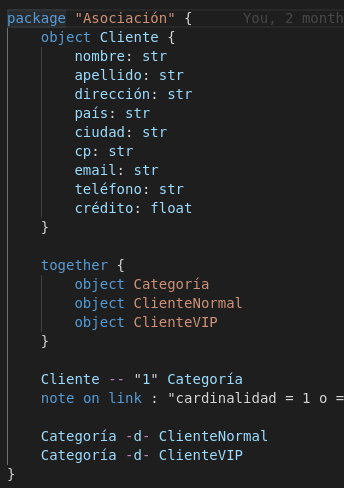 package "Asociación" { You, 2 month
object Cliente {
nombre: str
apellido: str
dirección: str
país: str
ciudad: str
cp: str
email: str
teléfono: str
crédito: float
}
together {
object Categoría
object ClienteNormal
object ClienteVIP
}
Cliente -- "1" Categoría
note on link : "cardinalidad = 1 o =
Categoría -d- ClienteNormal
Categoría -d- ClienteVIP
}